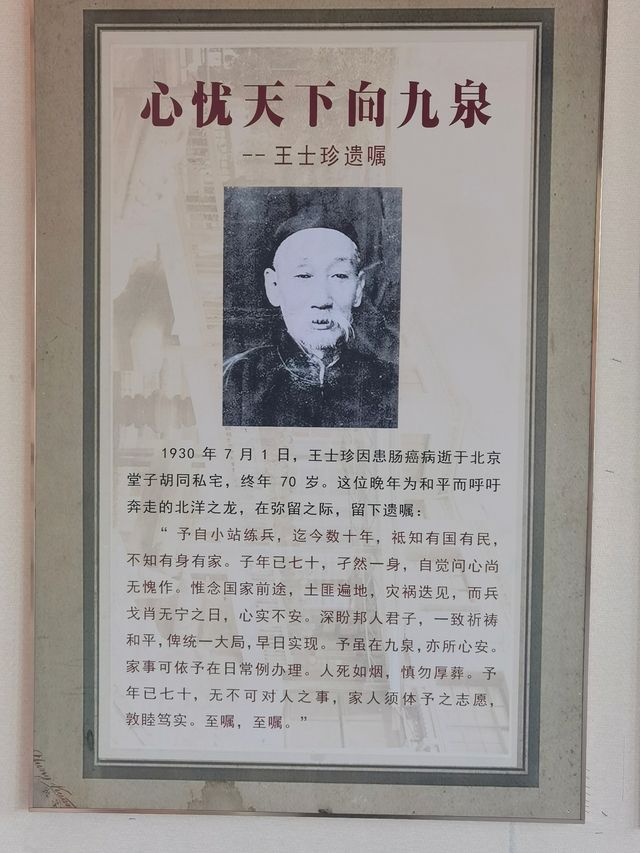 心忧天下向九泉
--王士珍遗嘱
1930 年 7 月 1 日，王士珍因患肠癌病逝于北京
堂子胡同私宅，终年 70 岁。这位晚年为和平而呼吁
奔走的北洋之龙，在弥留之际，留下遗嘱：
“予自小站练兵，迄今数十年，祗知有国有民，
不知有身有家。子年已七十，孑然一身，自觉问心尚
无愧怍。惟念国家前途，土匪遍地，灾祸迭见，而兵
戈肖无宁之日，心实不安。深盼邦人君子，一致祈祷
和平，俾统一大局，早日实现。予虽在九泉，亦所心安。
家事可依予在日常例办理。人死如烟，慎勿厚葬。予
年已七十，无不可对人之事，家人须体予之志愿，
敦睦笃实。至嘱，至嘱。”